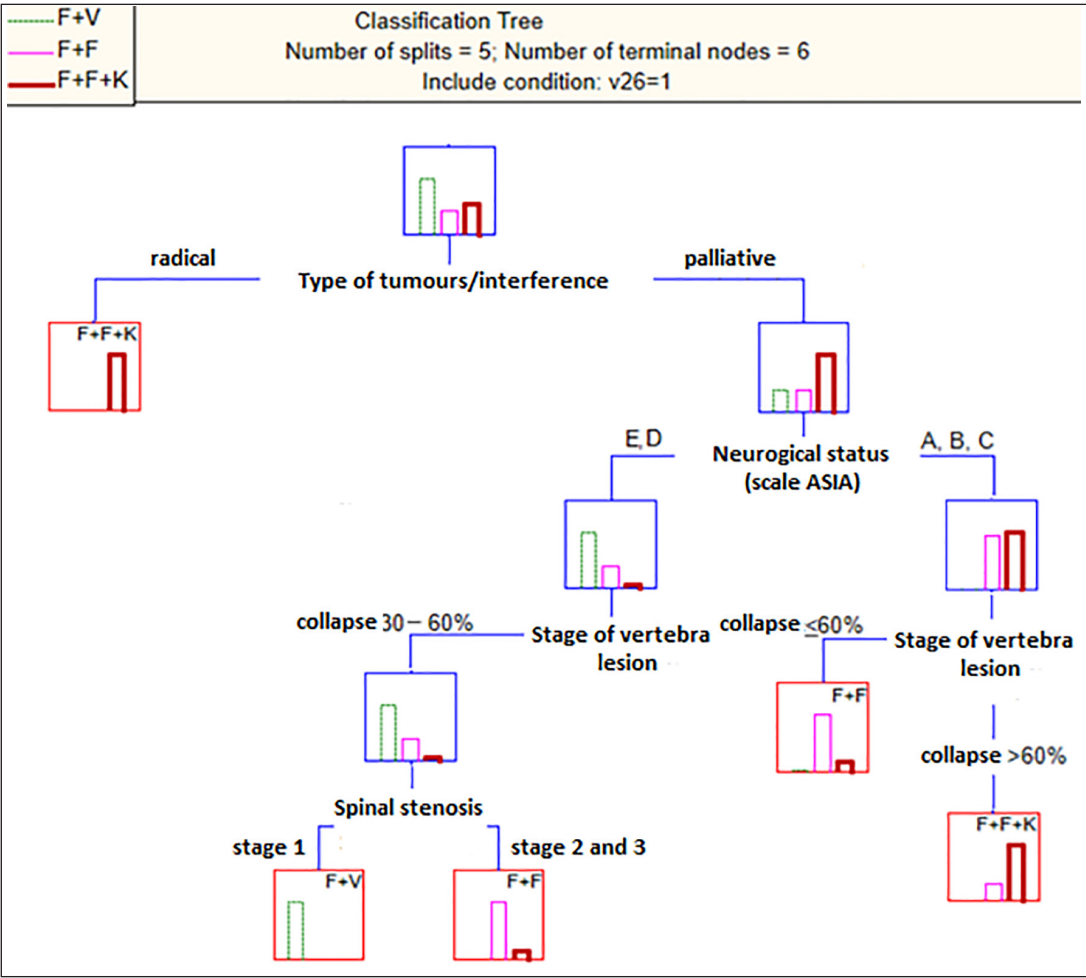 F+V
F+F
F+F+K
Classification Tree
Number of splits = 5; Number of terminal nodes = 6
Include condition: v26=1
radical
palliative
Type of tumours/interference
F+F+K
E,D
A, B, C
Neurogical status
(scale ASIA)
collapse 30 – 60%
Stage of vertebra
lesion
collapse ≤60%
Stage of vertebra
lesion
F+F
collapse >60%
Spinal stenosis
stage 1
stage 2 and 3
F+F+K
F+V
F+F